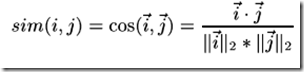 sim(i, j) = cos(i⃗, j⃗) = (i⃗ · j⃗) / (‖i⃗‖₂ * ‖j⃗‖₂)